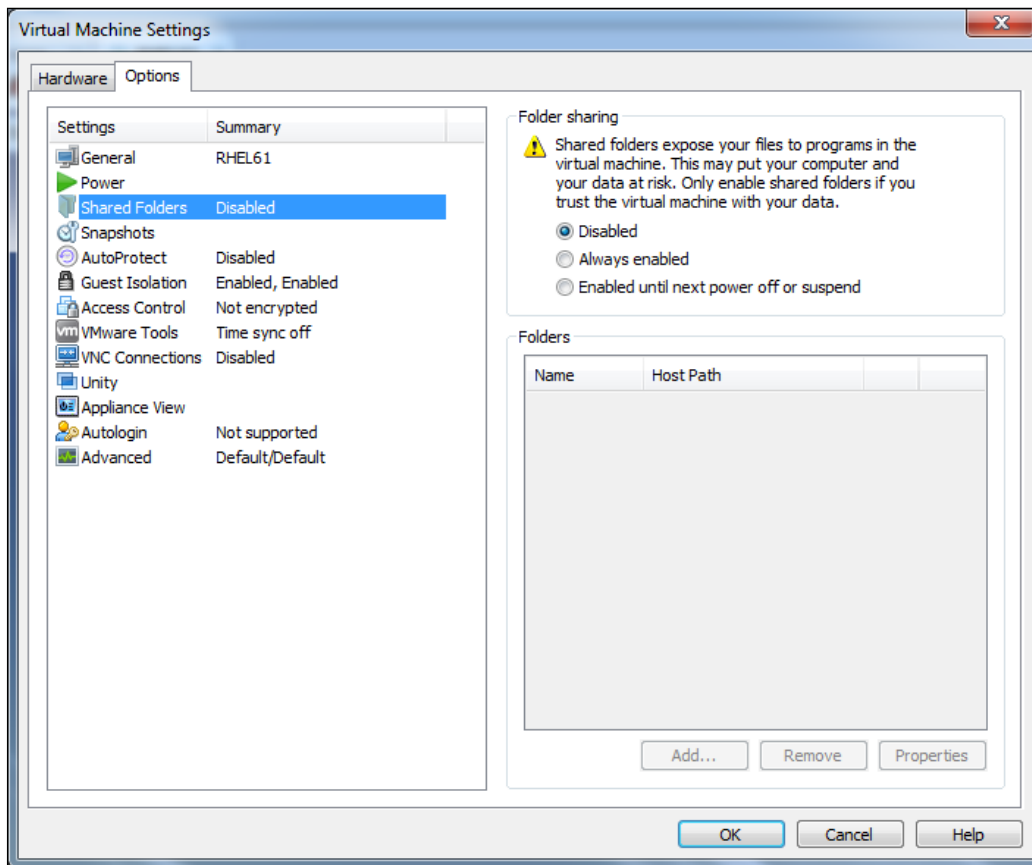 Virtual Machine Settings
Hardware Options
Settings Summary
General RHEL61
Power
Shared Folders Disabled
Snapshots
AutoProtect Disabled
Guest Isolation Enabled, Enabled
Access Control Not encrypted
vm VMware Tools Time sync off
VNC Connections Disabled
Unity
Appliance View
Autologin Not supported
Advanced Default/Default
Folder sharing
Shared folders expose your files to programs in the
virtual machine. This may put your computer and
your data at risk. Only enable shared folders if you
trust the virtual machine with your data.
Disabled
Always enabled
Enabled until next power off or suspend
Folders
Name Host Path
Add... Remove Properties
OK Cancel Help